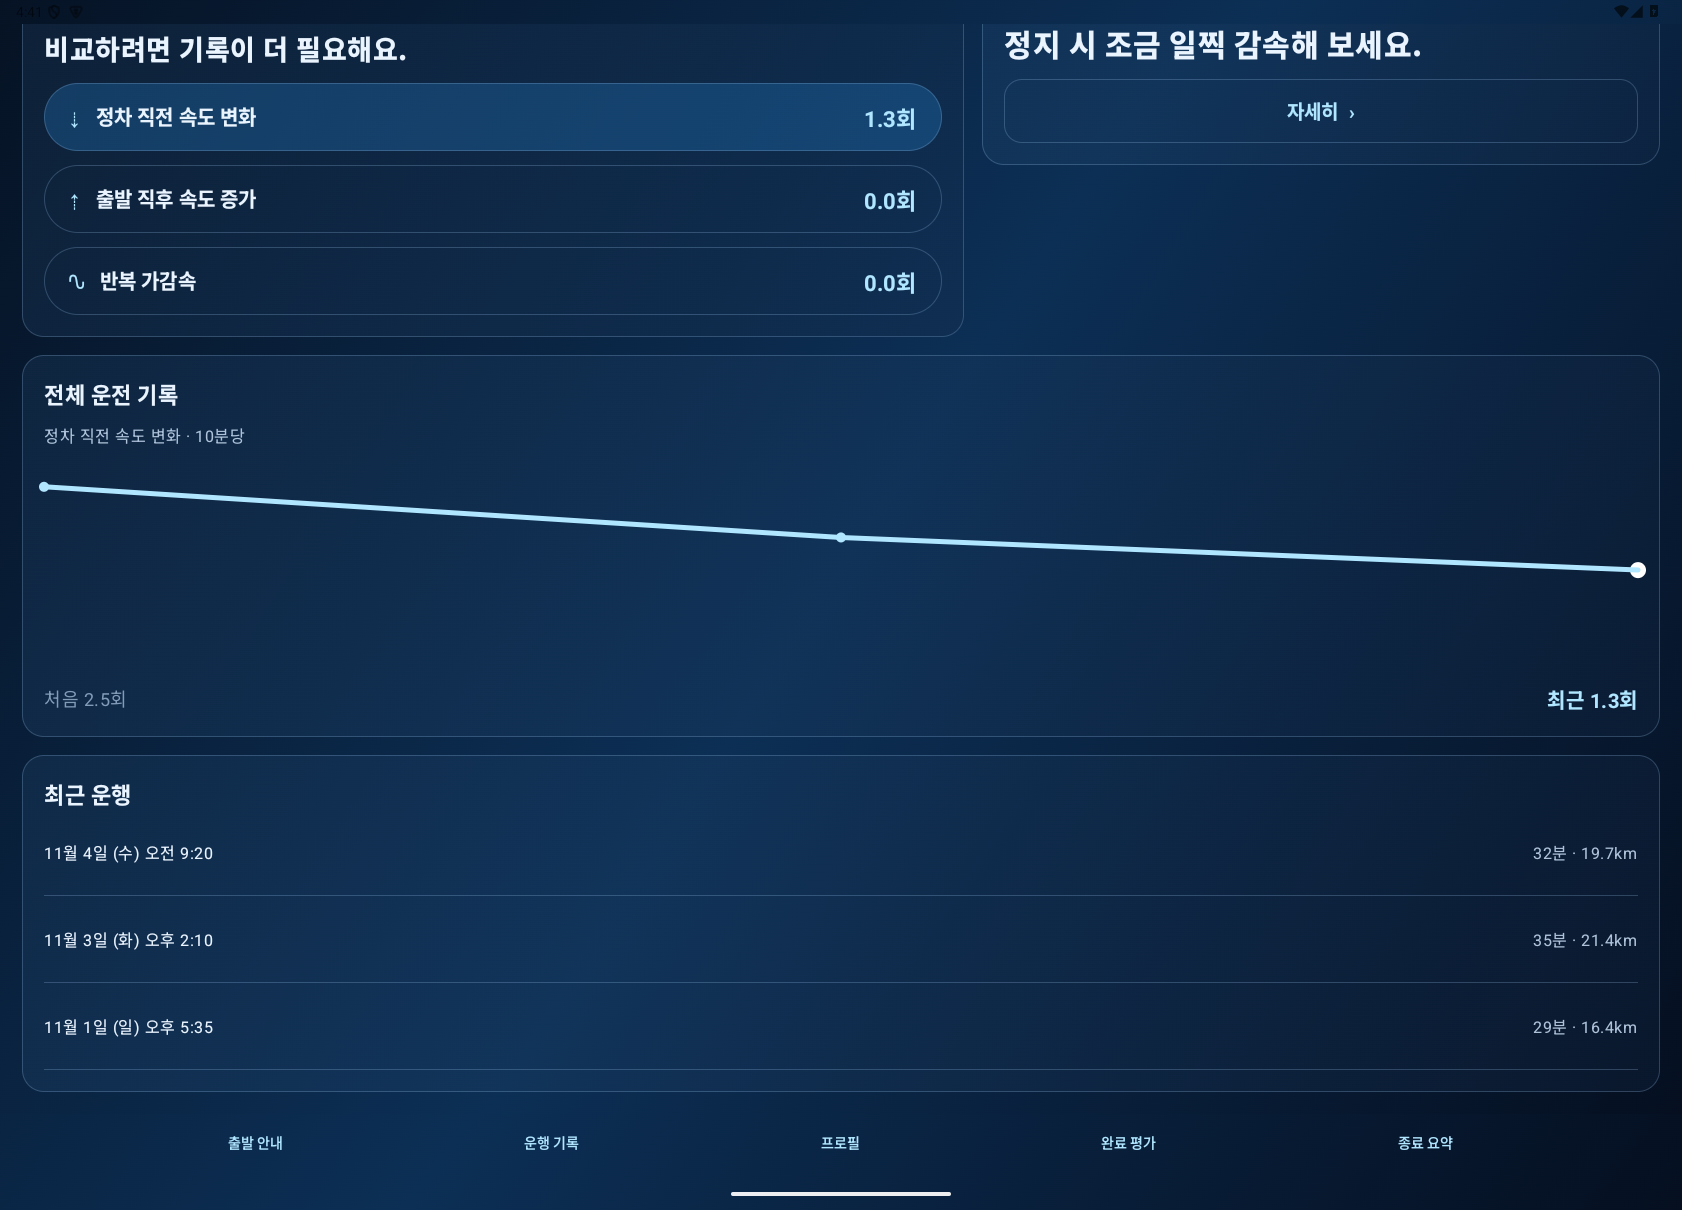 4:41
비교하려면 기록이 더 필요해요.
↓ 정차 직전 속도 변화 1.3회
↑ 출발 직후 속도 증가 0.0회
∿ 반복 가감속 0.0회
정지 시 조금 일찍 감속해 보세요.
자세히 ›
전체 운전 기록
정차 직전 속도 변화 · 10분당
처음 2.5회 최근 1.3회
최근 운행
11월 4일 (수) 오전 9:20 32분 · 19.7km
11월 3일 (화) 오후 2:10 35분 · 21.4km
11월 1일 (일) 오후 5:35 29분 · 16.4km
출발 안내 운행 기록 프로필 완료 평가 종료 요약